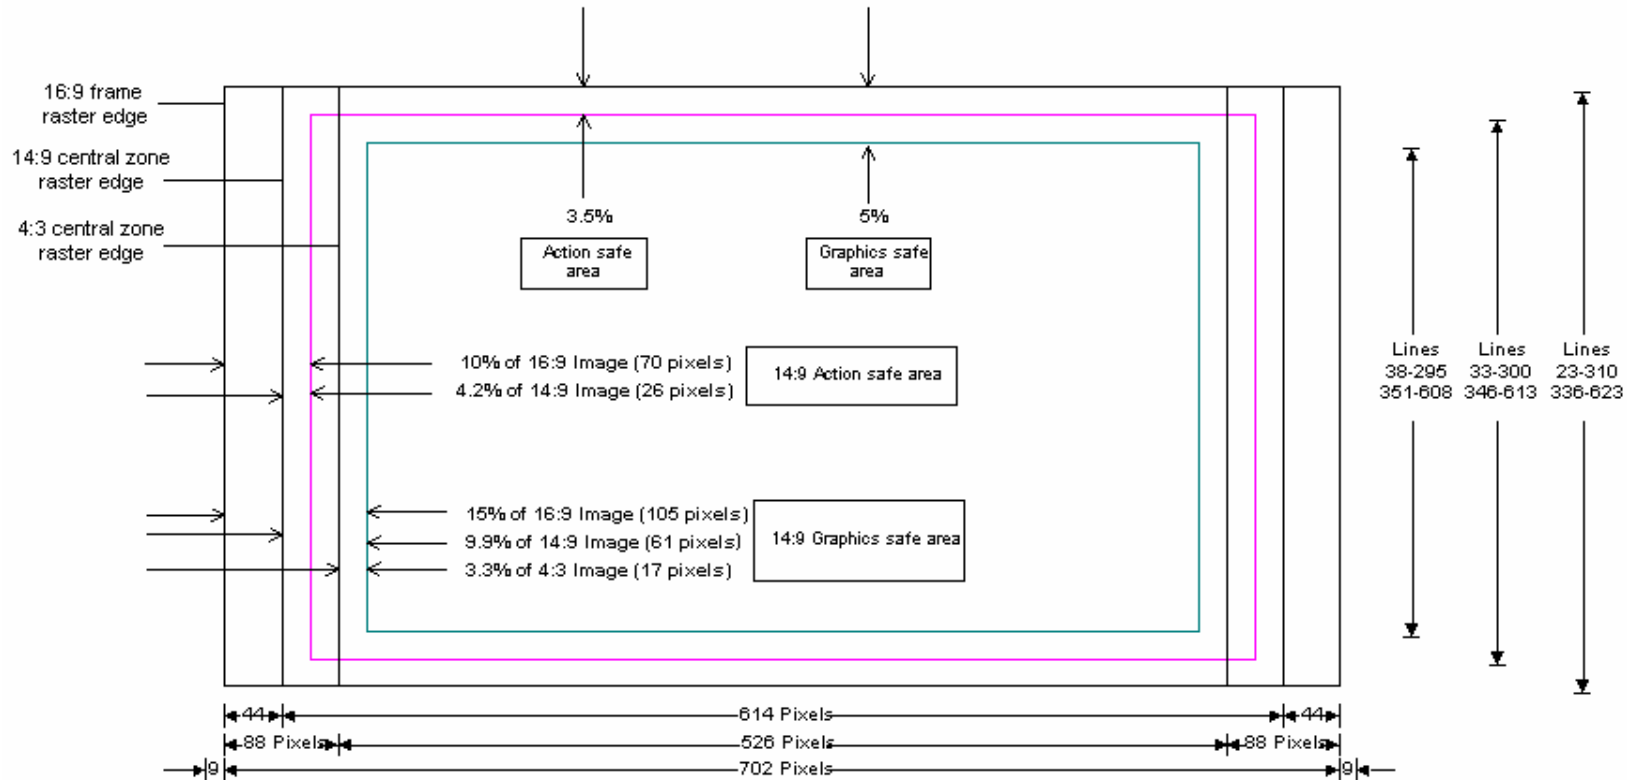 16:9 frame
raster edge
14:9 central zone
raster edge
4:3 central zone
raster edge
3.5%
5%
Action safe
area
Graphics safe
area
10% of 16:9 Image (70 pixels)
4.2% of 14:9 Image (26 pixels)
14:9 Action safe area
15% of 16:9 Image (105 pixels)
9.9% of 14:9 Image (61 pixels)
3.3% of 4:3 Image (17 pixels)
14:9 Graphics safe area
Lines
38-295
351-608
Lines
33-300
346-613
Lines
23-310
336-623
44 614 Pixels 44
88 Pixels 526 Pixels 88 Pixels
9 702 Pixels 9